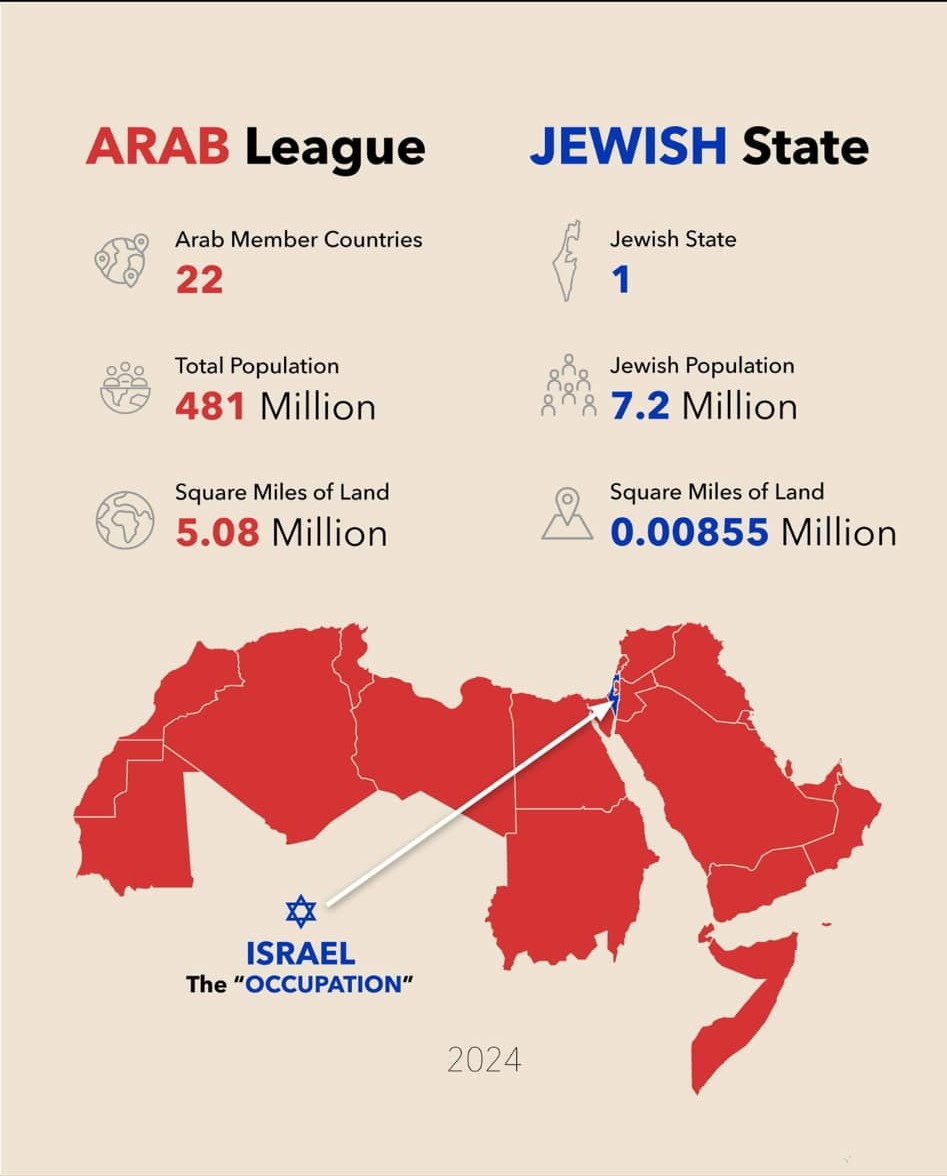 ARAB League
Arab Member Countries
22
Total Population
481 Million
Square Miles of Land
5.08 Million
JEWISH State
Jewish State
1
Jewish Population
7.2 Million
Square Miles of Land
0.00855 Million
ISRAEL
The “OCCUPATION”
2024